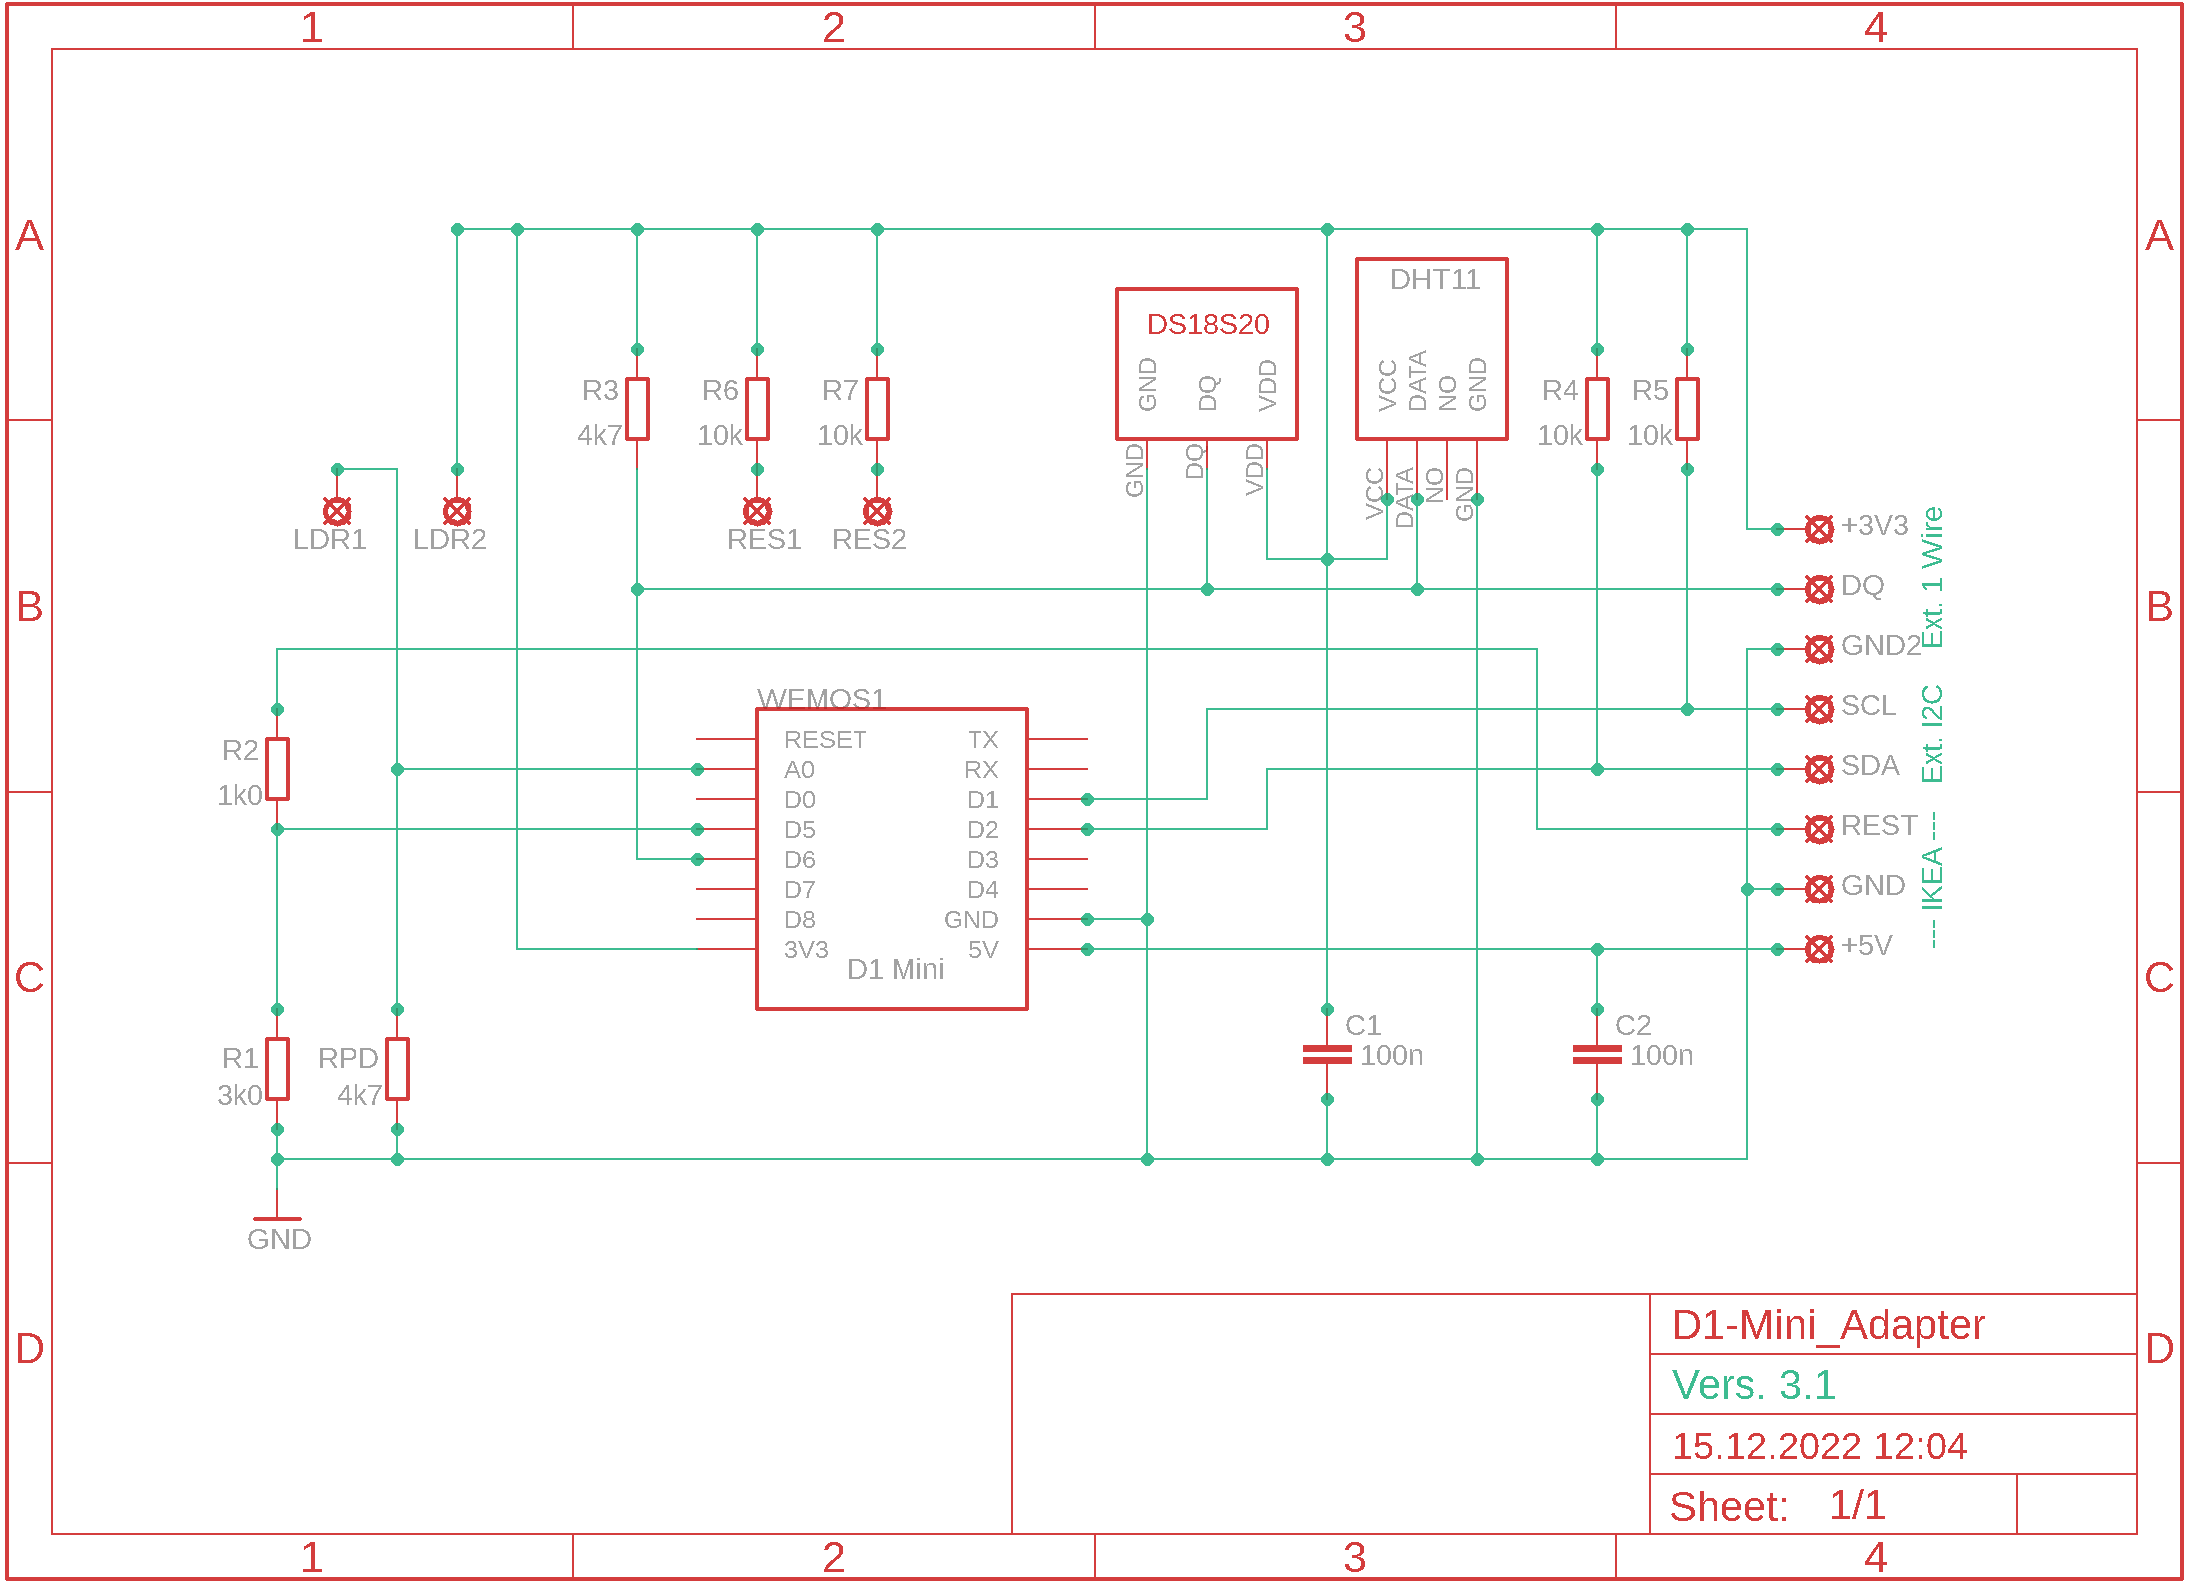 1 2 3 4
A A
DHT11
DS18S20
GND DQ VDD
VCC DATA NO GND
R3 R6 R7 R4 R5
4k7 10k 10k 10k 10k
GND DQ VDD
VCC DATA NO GND
LDR1 LDR2 RES1 RES2
+3V3
DQ
GND2
Ext. 1 Wire
B B
SCL
SDA
Ext. I2C
REST
GND
+5V
--- IKEA ---
WEMOS1
RESET TX
A0 RX
D0 D1
D5 D2
D6 D3
D7 D4
D8 GND
3V3 5V
D1 Mini
R2
1k0
C C
R1 RPD
3k0 4k7
C1 C2
100n 100n
GND
D D
D1-Mini_Adapter
Vers. 3.1
15.12.2022 12:04
Sheet: 1/1
1 2 3 4